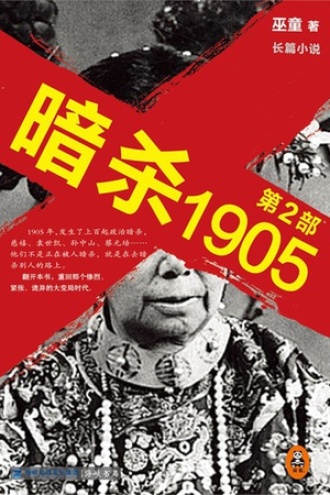 巫童 著
长篇小说
暗杀1905
第2部
1905年,发生了上百起政治暗杀,
慈禧、袁世凯、孙中山、蔡元培……
他们不是正在被人暗杀,就是在去暗
杀别人的路上。
翻开本书,重回那个惨烈、
紧张、诡异的大变局时代。